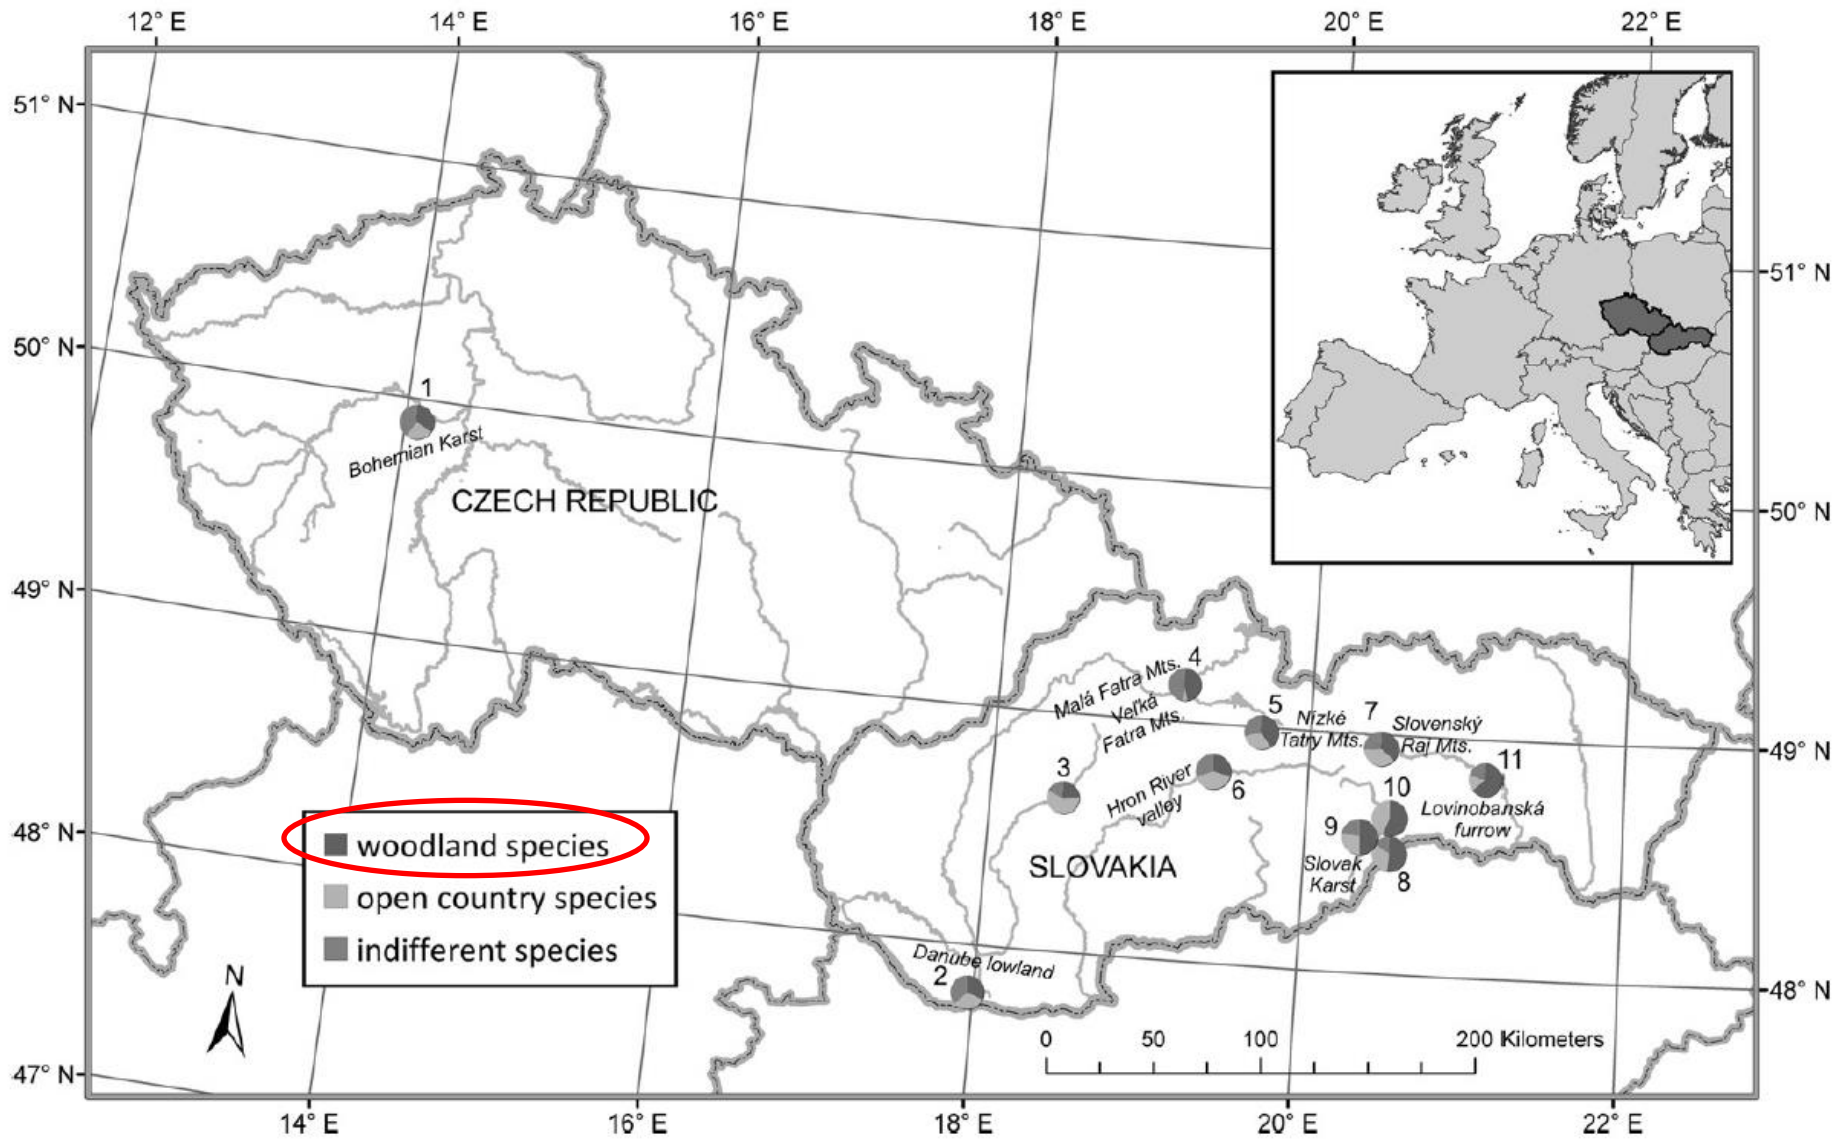 12° E 14° E 16° E 18° E 20° E 22° E
51° N
50° N
49° N
48° N
47° N
51° N
50° N
49° N
48° N
1
Bohemian Karst
CZECH REPUBLIC
4
Malá Fatra Mts.
Veľká
Fatra Mts.
5
Nízké
Tatry Mts.
7
Slovenský
Raj Mts.
3
Hron River
valley
6
11
10
Lovinobanská
furrow
9
Slovak
Karst
8
SLOVAKIA
Danube lowland
2
woodland species
open country species
indifferent species
N
0 50 100 200 Kilometers
14° E 16° E 18° E 20° E 22° E